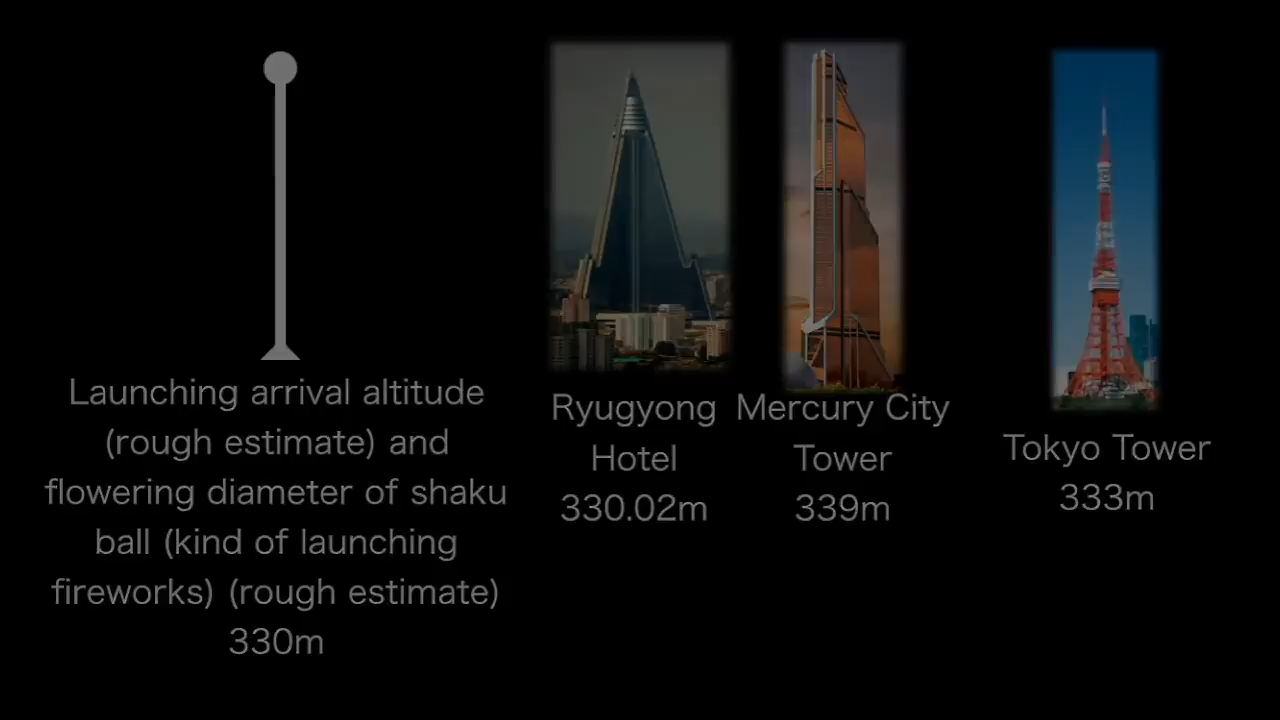 Launching arrival altitude
(rough estimate) and
flowering diameter of shaku
ball (kind of launching
fireworks) (rough estimate)
330m
Ryugyong
Hotel
330.02m
Mercury City
Tower
339m
Tokyo Tower
333m